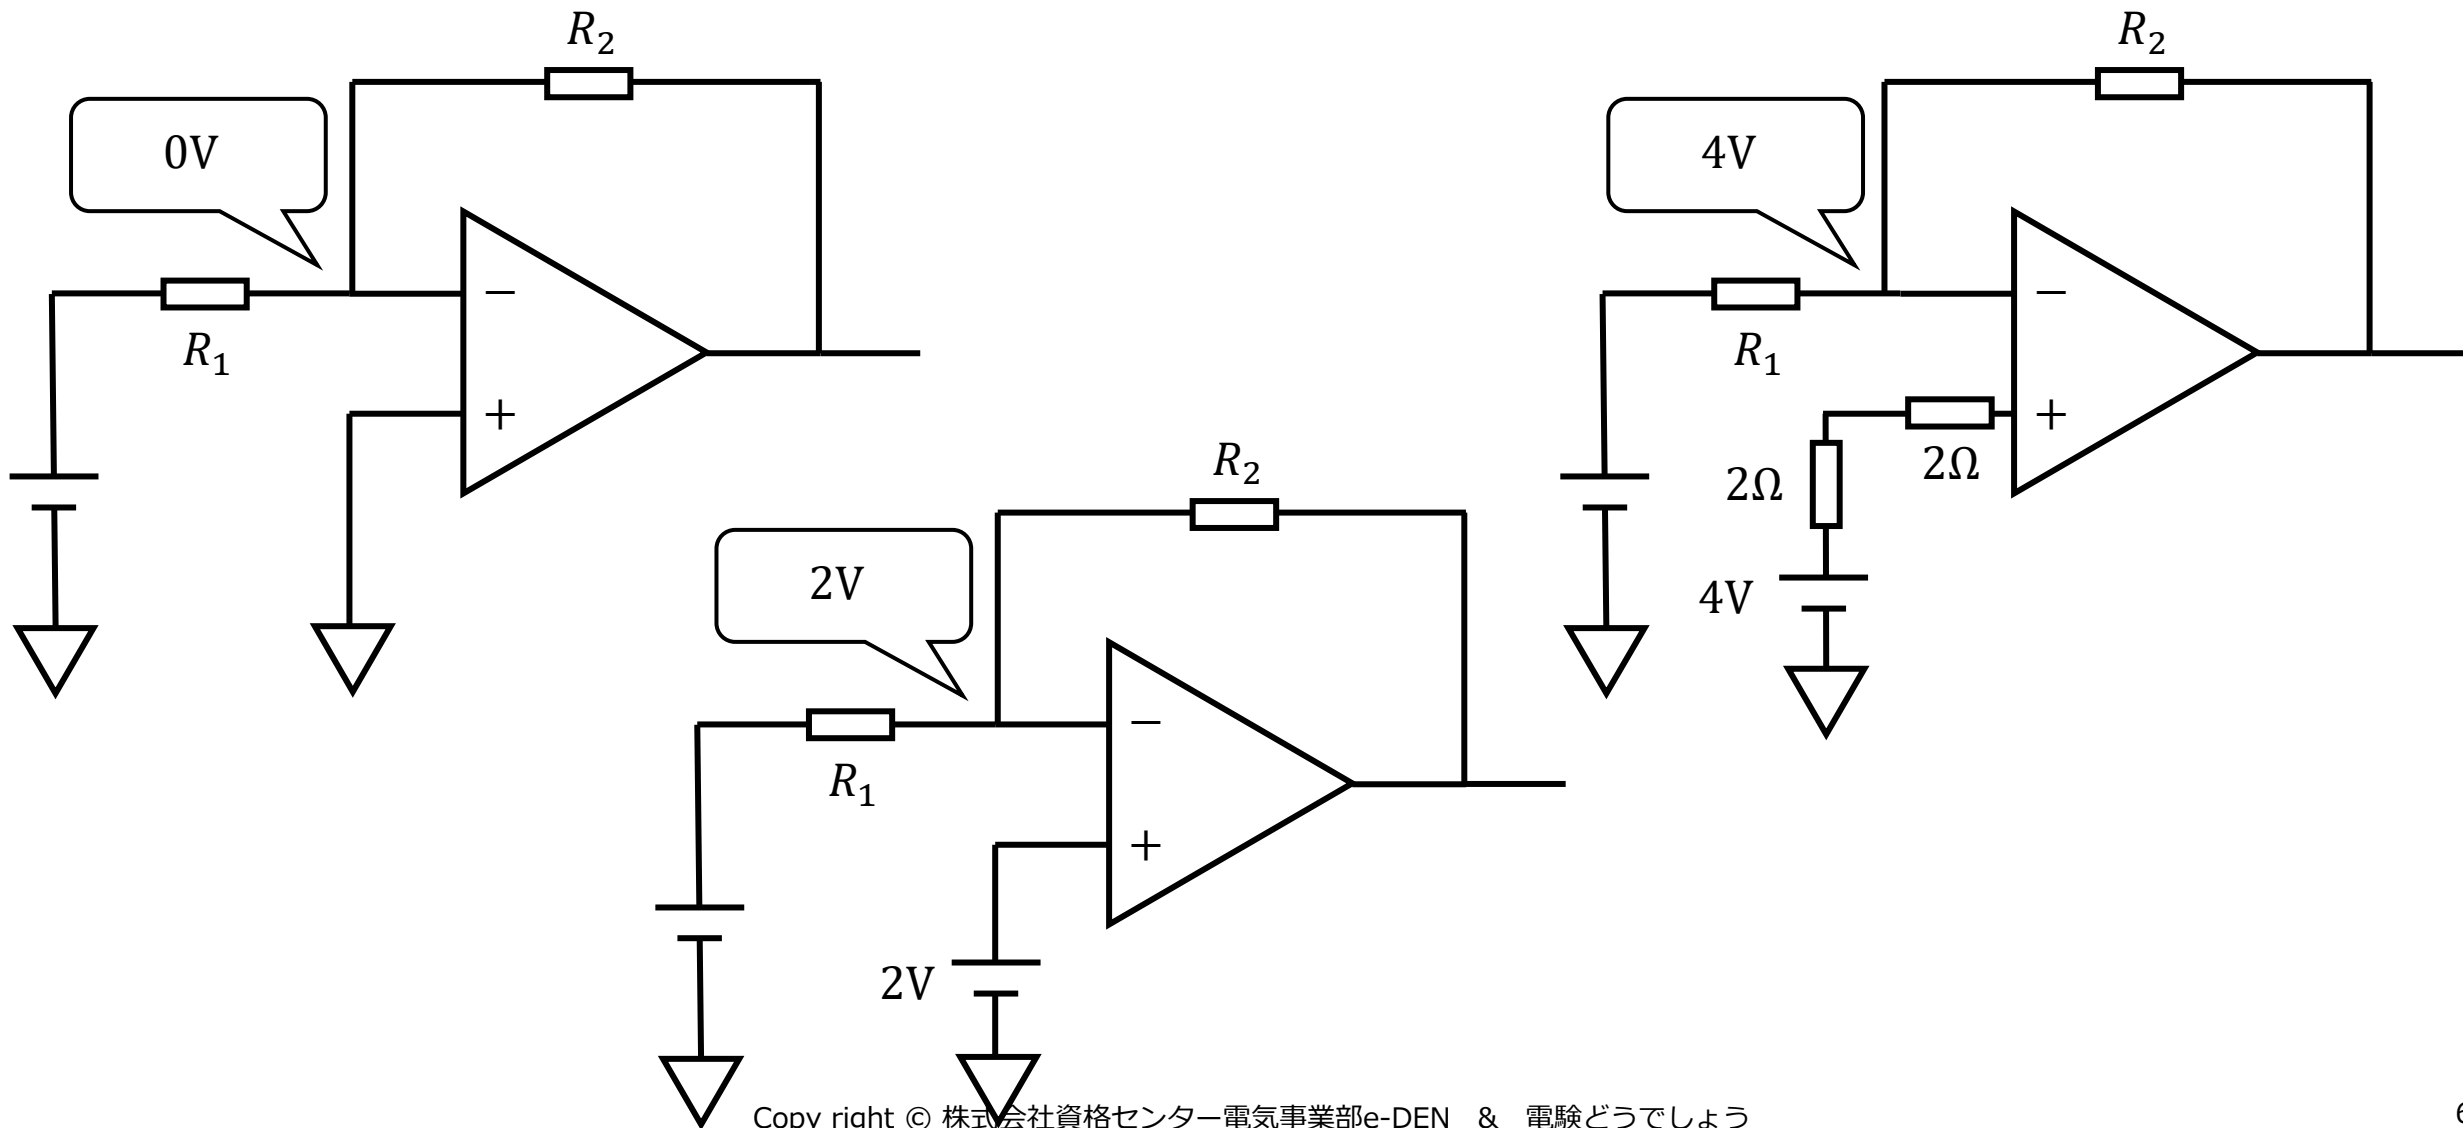 R₂
0V
R₁
−
+
R₂
2V
R₁
−
+
2V
R₂
4V
R₁
−
+
2Ω
2Ω
4V
Copy right © 株式会社資格センター電気事業部e-DEN & 電験どうでしょう